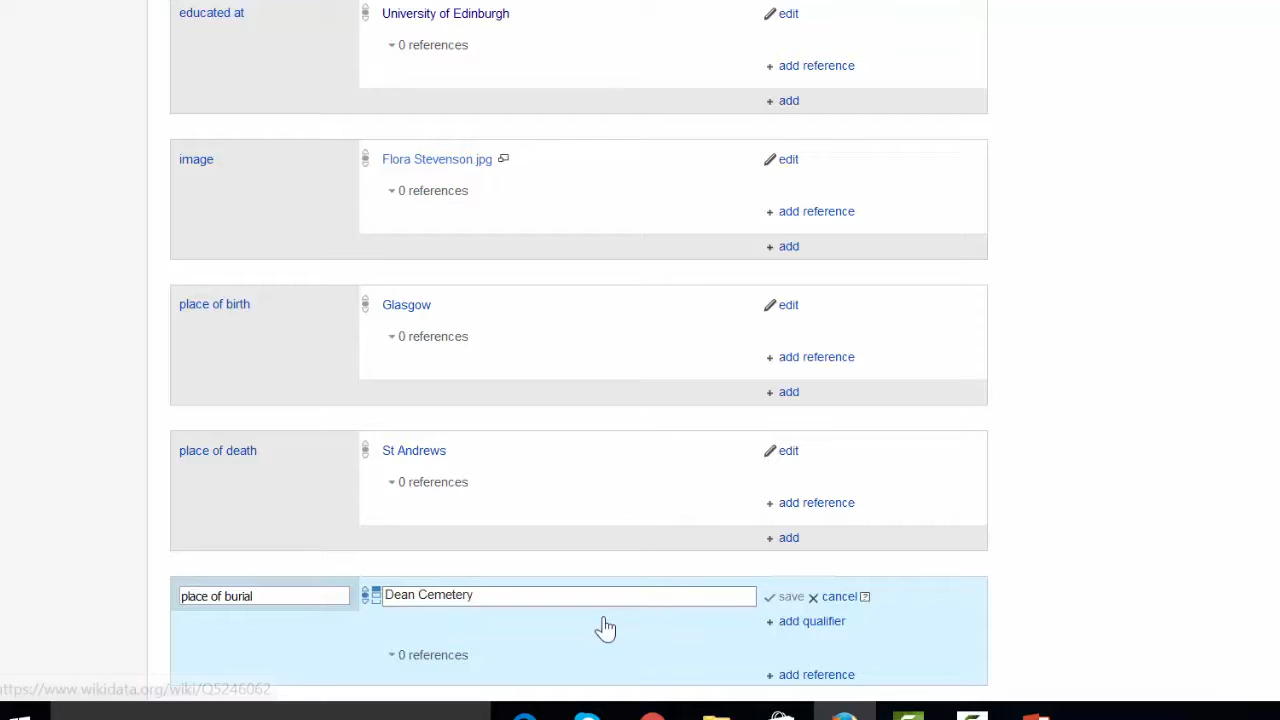 educated at
University of Edinburgh
edit
0 references
add reference
add
image
Flora Stevenson.jpg
edit
0 references
add reference
add
place of birth
Glasgow
edit
0 references
add reference
add
place of death
St Andrews
edit
0 references
add reference
add
place of burial
Dean Cemetery
save
cancel
add qualifier
0 references
add reference
https://www.wikidata.org/wiki/Q5246062